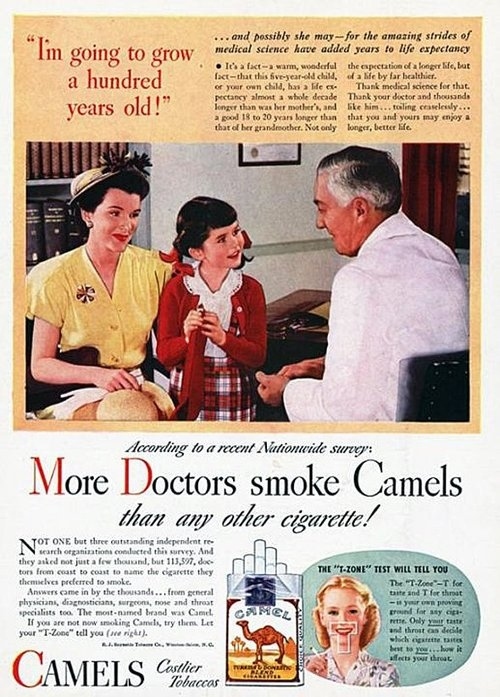 "I'm going to grow
a hundred
years old!"
...and possibly she may—for the amazing strides of
medical science have added years to life expectancy
• It's a fact—a warm, wonderful
fact—that this five-year-old child,
or your own child, has a life ex-
pectancy almost a whole decade
longer than was her mother's, and
a good 18 to 20 years longer than
that of her grandmother. Not only
the expectation of a longer life, but
of a life by far healthier.
Thank medical science for that.
Thank your doctor and thousands
like him...toiling ceaselessly...
that you and yours may enjoy a
longer, better life.
According to a recent Nationwide survey:
More Doctors smoke Camels
than any other cigarette!
NOT ONE but three outstanding independent re-
search organizations conducted this survey. And
they asked not just a few thousand, but 113,597, doc-
tors from coast to coast to name the cigarette they
themselves preferred to smoke.
Answers came in by the thousands...from general
physicians, diagnosticians, surgeons, nose and throat
specialists too. The most-named brand was Camel.
If you are not now smoking Camels, try them. Let
your "T-Zone" tell you (see right).
R. J. Reynolds Tobacco Co., Winston-Salem, N. C.
CAMELS
Costlier
Tobaccos
CAMEL
TURKISH & DOMESTIC
BLEND
CIGARETTES
THE "T-ZONE" TEST WILL TELL YOU
The "T-Zone"—T for
taste and T for throat
—is your own proving
ground for any ciga-
rette. Only your taste
and throat can decide
which cigarette tastes
best to you...how it
affects your throat.
T